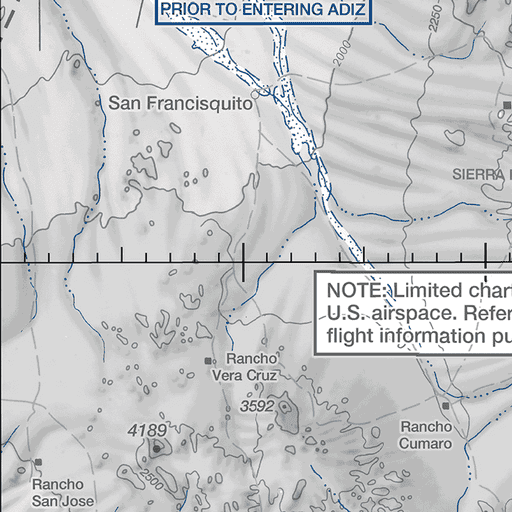 PRIOR TO ENTERING ADIZ
2250
2000
San Francisquito
SIERRA
NOTE: Limited chart
U.S. airspace. Refer
flight information pu
Rancho
Vera Cruz
3592
Rancho
Cumaro
4189
2500
Rancho
San Jose